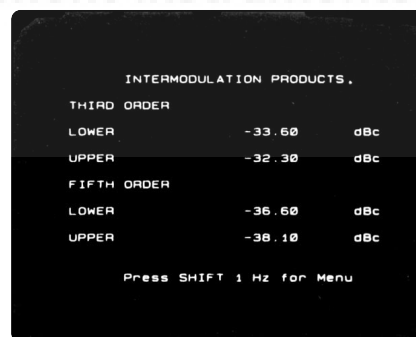 INTERMODULATION PRODUCTS.
THIRD ORDER
LOWER -33.60 dBc
UPPER -32.30 dBc
FIFTH ORDER
LOWER -36.60 dBc
UPPER -38.10 dBc
Press SHIFT 1 Hz for Menu